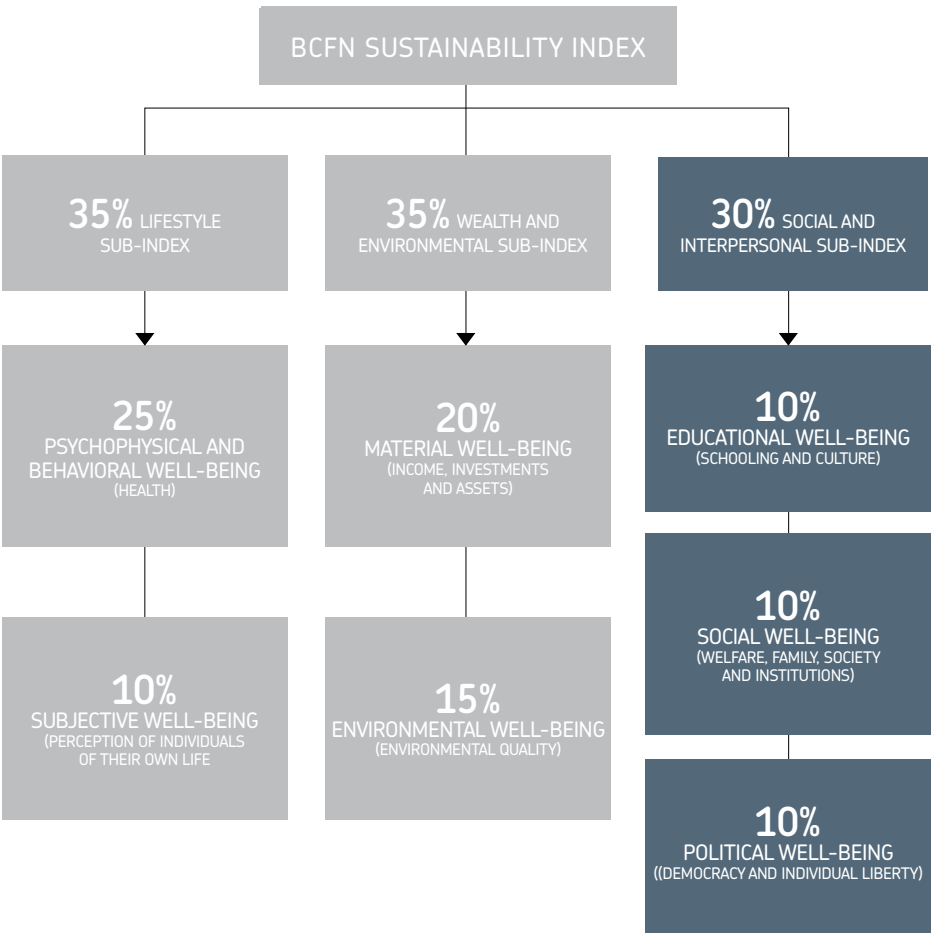 BCFN SUSTAINABILITY INDEX
35% LIFESTYLE
SUB-INDEX
35% WEALTH AND
ENVIRONMENTAL SUB-INDEX
30% SOCIAL AND
INTERPERSONAL SUB-INDEX
25%
PSYCHOPHYSICAL AND
BEHAVIORAL WELL-BEING
(HEALTH)
20%
MATERIAL WELL-BEING
(INCOME, INVESTMENTS
AND ASSETS)
10%
EDUCATIONAL WELL-BEING
(SCHOOLING AND CULTURE)
10%
SOCIAL WELL-BEING
(WELFARE, FAMILY, SOCIETY
AND INSTITUTIONS)
10%
SUBJECTIVE WELL-BEING
(PERCEPTION OF INDIVIDUALS
OF THEIR OWN LIFE
15%
ENVIRONMENTAL WELL-BEING
(ENVIRONMENTAL QUALITY)
10%
POLITICAL WELL-BEING
((DEMOCRACY AND INDIVIDUAL LIBERTY)